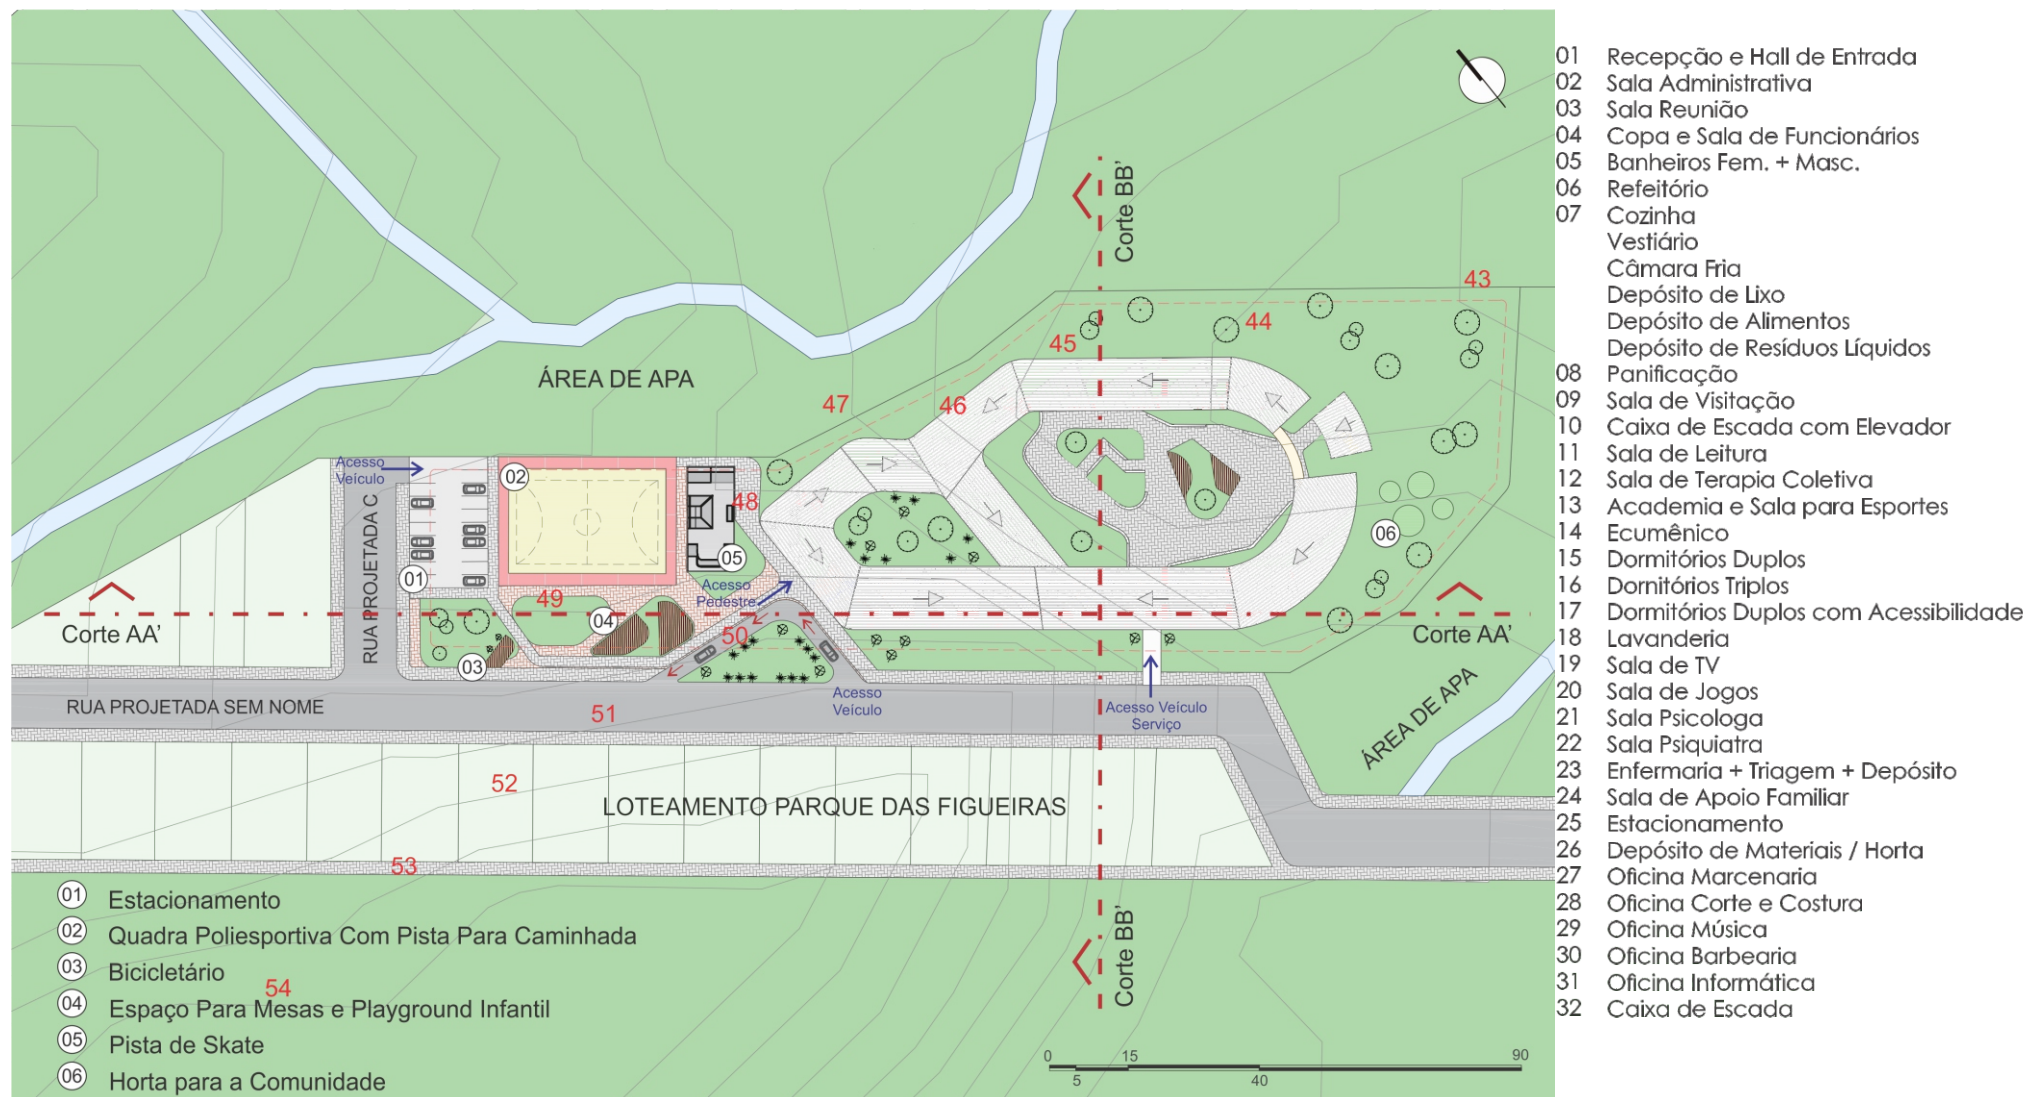 Corte BB'
43
44
45
46
47
ÁREA DE APA
Acesso
Veículo
02
48
RUA PROJETADA C
05
06
01
Acesso
Pedestre
49
04
50
Corte AA'
Corte AA'
03
Acesso
Veículo
Acesso Veículo
Serviço
ÁREA DE APA
RUA PROJETADA SEM NOME
51
52
LOTEAMENTO PARQUE DAS FIGUEIRAS
53
01 Estacionamento
02 Quadra Poliesportiva Com Pista Para Caminhada
03 Bicicletário
54
04 Espaço Para Mesas e Playground Infantil
05 Pista de Skate
06 Horta para a Comunidade
Corte BB'
0 15 90
5 40
01 Recepção e Hall de Entrada
02 Sala Administrativa
03 Sala Reunião
04 Copa e Sala de Funcionários
05 Banheiros Fem. + Masc.
06 Refeitório
07 Cozinha
Vestiário
Câmara Fria
Depósito de Lixo
Depósito de Alimentos
Depósito de Resíduos Líquidos
08 Panificação
09 Sala de Visitação
10 Caixa de Escada com Elevador
11 Sala de Leitura
12 Sala de Terapia Coletiva
13 Academia e Sala para Esportes
14 Ecumênico
15 Dormitórios Duplos
16 Dornitórios Triplos
17 Dormitórios Duplos com Acessibilidade
18 Lavanderia
19 Sala de TV
20 Sala de Jogos
21 Sala Psicologa
22 Sala Psiquiatra
23 Enfermaria + Triagem + Depósito
24 Sala de Apoio Familiar
25 Estacionamento
26 Depósito de Materiais / Horta
27 Oficina Marcenaria
28 Oficina Corte e Costura
29 Oficina Música
30 Oficina Barbearia
31 Oficina Informática
32 Caixa de Escada